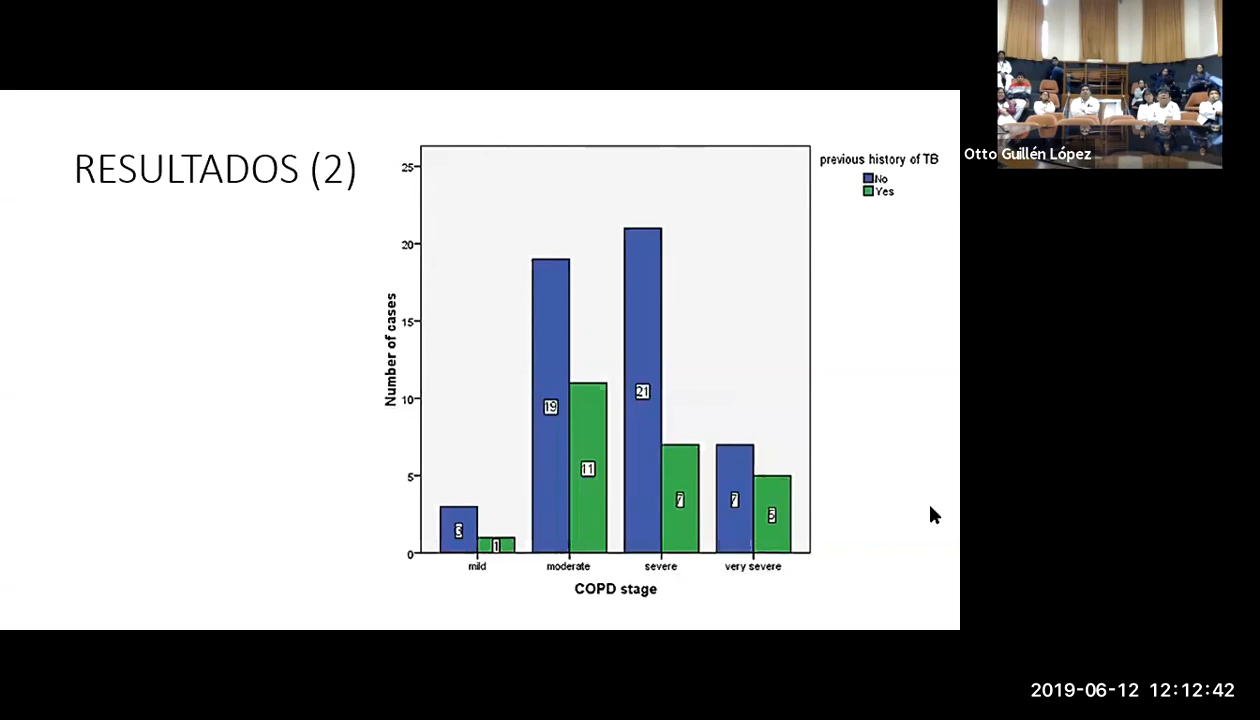 RESULTADOS (2)
previous history of TB
No
Yes
Number of cases
25
20
15
10
5
0
3
1
19
11
21
7
7
5
mild
moderate
severe
very severe
COPD stage
Otto Guillén López
2019-06-12 12:12:42